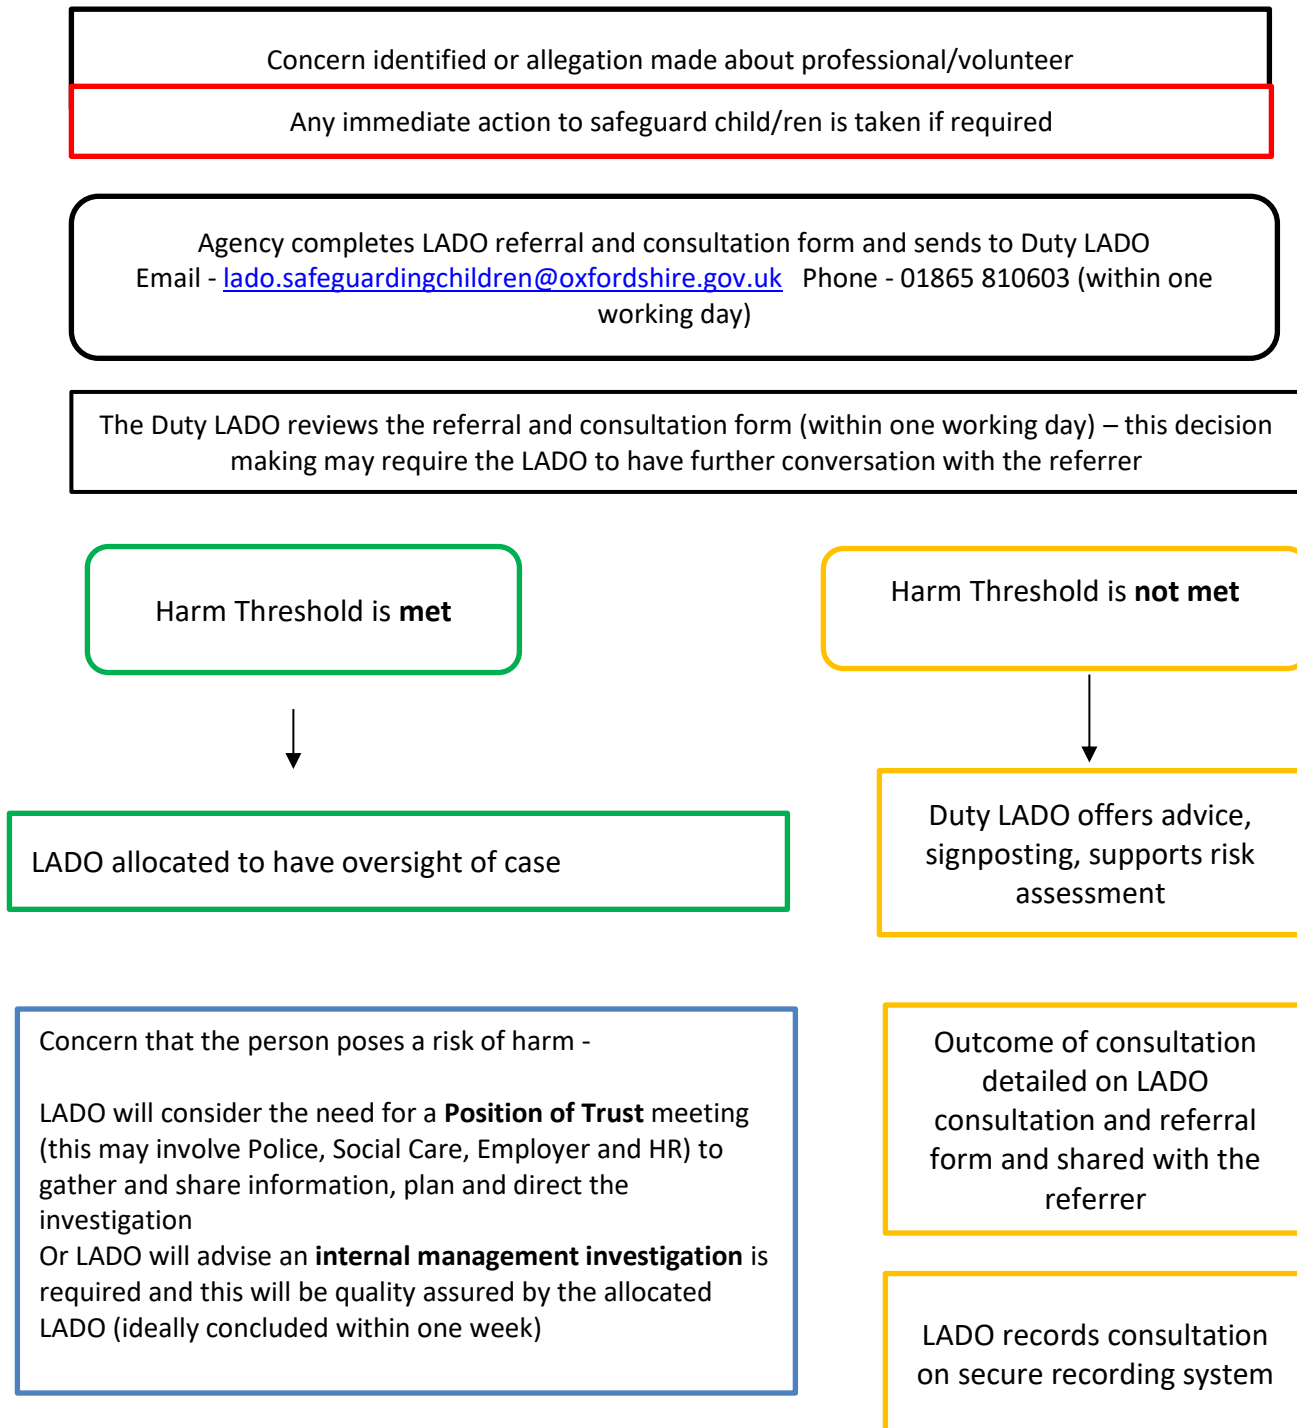 Concern identified or allegation made about professional/volunteer
Any immediate action to safeguard child/ren is taken if required
Agency completes LADO referral and consultation form and sends to Duty LADO
Email - lado.safeguardingchildren@oxfordshire.gov.uk   Phone - 01865 810603 (within one
working day)
The Duty LADO reviews the referral and consultation form (within one working day) – this decision
making may require the LADO to have further conversation with the referrer
Harm Threshold is met
Harm Threshold is not met
LADO allocated to have oversight of case
Duty LADO offers advice,
signposting, supports risk
assessment
Concern that the person poses a risk of harm -
LADO will consider the need for a Position of Trust meeting
(this may involve Police, Social Care, Employer and HR) to
gather and share information, plan and direct the
investigation
Or LADO will advise an internal management investigation is
required and this will be quality assured by the allocated
LADO (ideally concluded within one week)
Outcome of consultation
detailed on LADO
consultation and referral
form and shared with the
referrer
LADO records consultation
on secure recording system